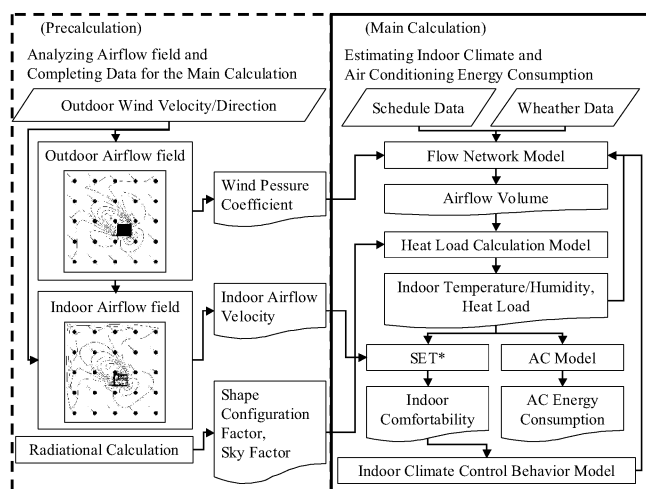 (Precalculation)
Analyzing Airflow field and
Completing Data for the Main Calculation
Outdoor Wind Velocity/Direction
Outdoor Airflow field
Wind Pessure
Coefficient
Indoor Airflow field
Indoor Airflow
Velocity
Shape
Configuration
Factor,
Sky Factor
Radiational Calculation
(Main Calculation)
Estimating Indoor Climate and
Air Conditioning Energy Consumption
Schedule Data
Wheather Data
Flow Network Model
Airflow Volume
Heat Load Calculation Model
Indoor Temperature/Humidity,
Heat Load
SET*
AC Model
Indoor
Comfortability
AC Energy
Consumption
Indoor Climate Control Behavior Model